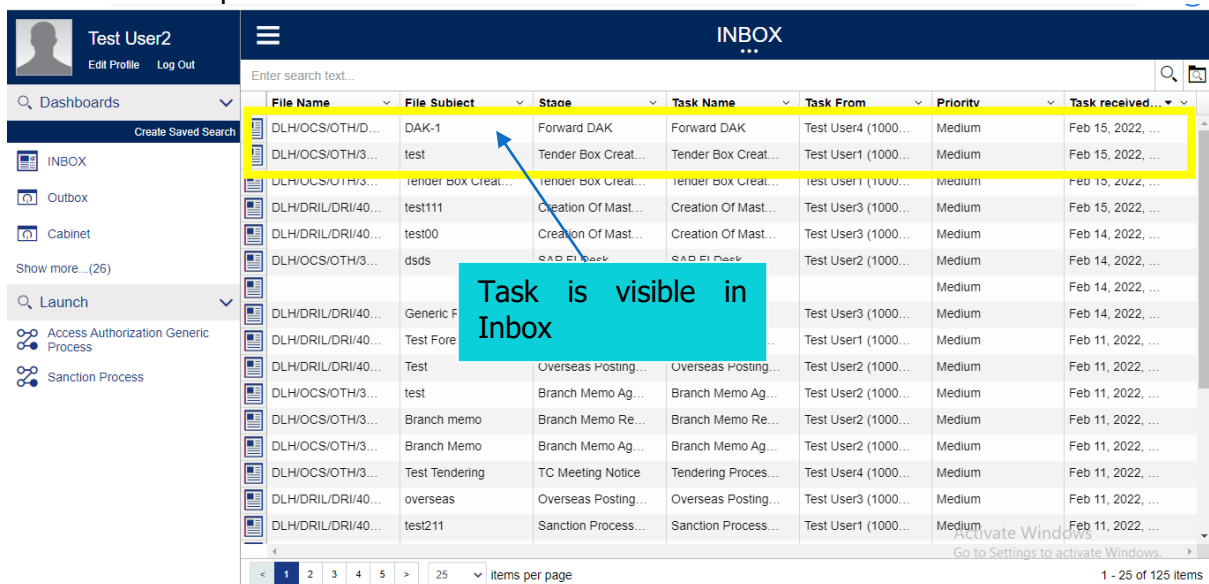 Test User2
Edit Profile Log Out
INBOX
Enter search text...
Dashboards
Create Saved Search
INBOX
Outbox
Cabinet
Show more...(26)
Launch
Access Authorization Generic
Process
Sanction Process
File Name File Subject Stage Task Name Task From Priority Task received...
DLH/OCS/OTH/D... DAK-1 Forward DAK Forward DAK Test User4 (1000... Medium Feb 15, 2022, ...
DLH/OCS/OTH/3... test Tender Box Creat... Tender Box Creat... Test User1 (1000... Medium Feb 15, 2022, ...
DLH/OCS/OTH/3... Tender Box Creat... Tender Box Creat... Tender Box Creat... Test User1 (1000... Medium Feb 15, 2022, ...
DLH/DRIL/DRI/40... test111 Creation Of Mast... Creation Of Mast... Test User3 (1000... Medium Feb 15, 2022, ...
DLH/DRIL/DRI/40... test00 Creation Of Mast... Creation Of Mast... Test User3 (1000... Medium Feb 14, 2022, ...
DLH/OCS/OTH/3... dsds SAP FI Desk SAP FI Desk Test User2 (1000... Medium Feb 14, 2022, ...
Medium Feb 14, 2022, ...
DLH/DRIL/DRI/40... Generic Test User3 (1000... Medium Feb 14, 2022, ...
DLH/DRIL/DRI/40... Test Fore Test User1 (1000... Medium Feb 11, 2022, ...
DLH/DRIL/DRI/40... Test Overseas Posting... Overseas Posting... Test User2 (1000... Medium Feb 11, 2022, ...
DLH/OCS/OTH/3... test Branch Memo Ag... Branch Memo Ag... Test User2 (1000... Medium Feb 11, 2022, ...
DLH/OCS/OTH/3... Branch memo Branch Memo Re... Branch Memo Re... Test User2 (1000... Medium Feb 11, 2022, ...
DLH/OCS/OTH/3... Branch Memo Branch Memo Ag... Branch Memo Ag... Test User2 (1000... Medium Feb 11, 2022, ...
DLH/OCS/OTH/3... Test Tendering TC Meeting Notice Tendering Proces... Test User4 (1000... Medium Feb 11, 2022, ...
DLH/DRIL/DRI/40... overseas Overseas Posting... Overseas Posting... Test User3 (1000... Medium Feb 11, 2022, ...
DLH/DRIL/DRI/40... test211 Sanction Process... Sanction Process... Test User1 (1000... Medium Feb 11, 2022, ...
Task is visible in
Inbox
Activate Windows
Go to Settings to activate Windows.
< 1 2 3 4 5 > 25 items per page 1 - 25 of 125 items